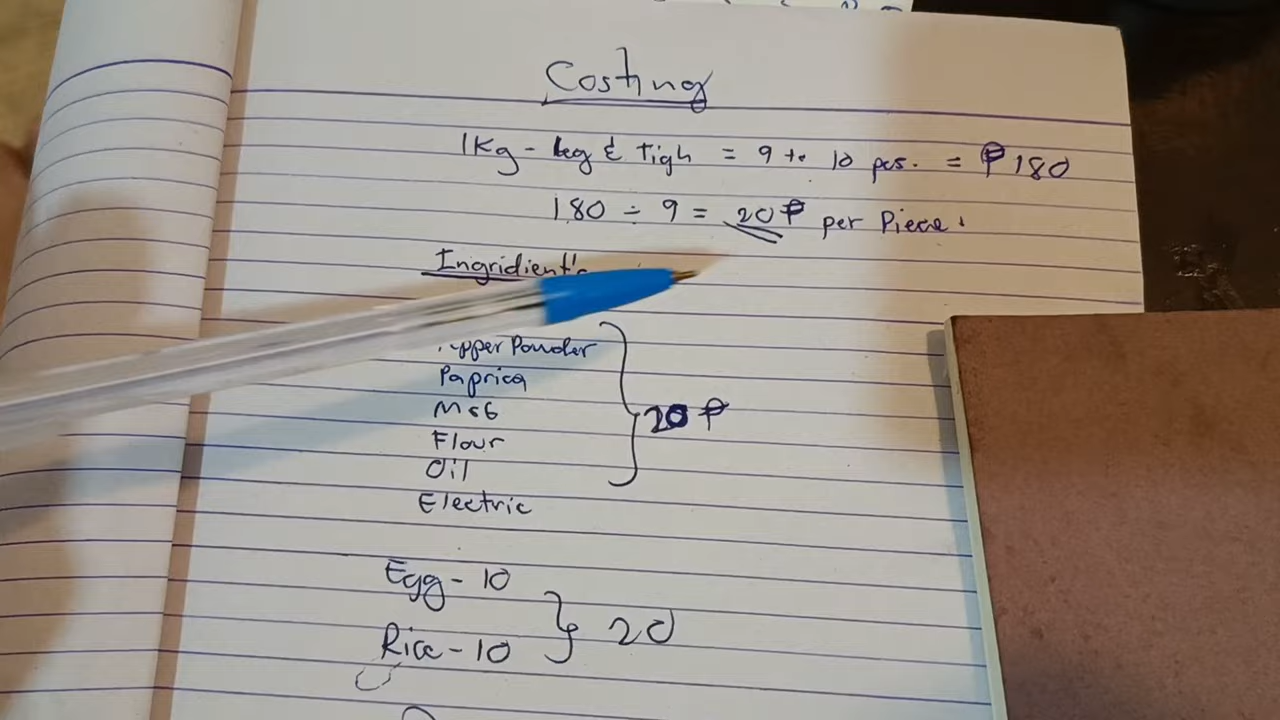 Costing
1Kg - leg & Tigh = 9 to 10 pcs. = ₱180
180 ÷ 9 = 20₱ per Piece.
Ingridient's
Powder
Paprica
MSG
Flour
Oil
20₱
Electric
Egg - 10
Rice - 10
20